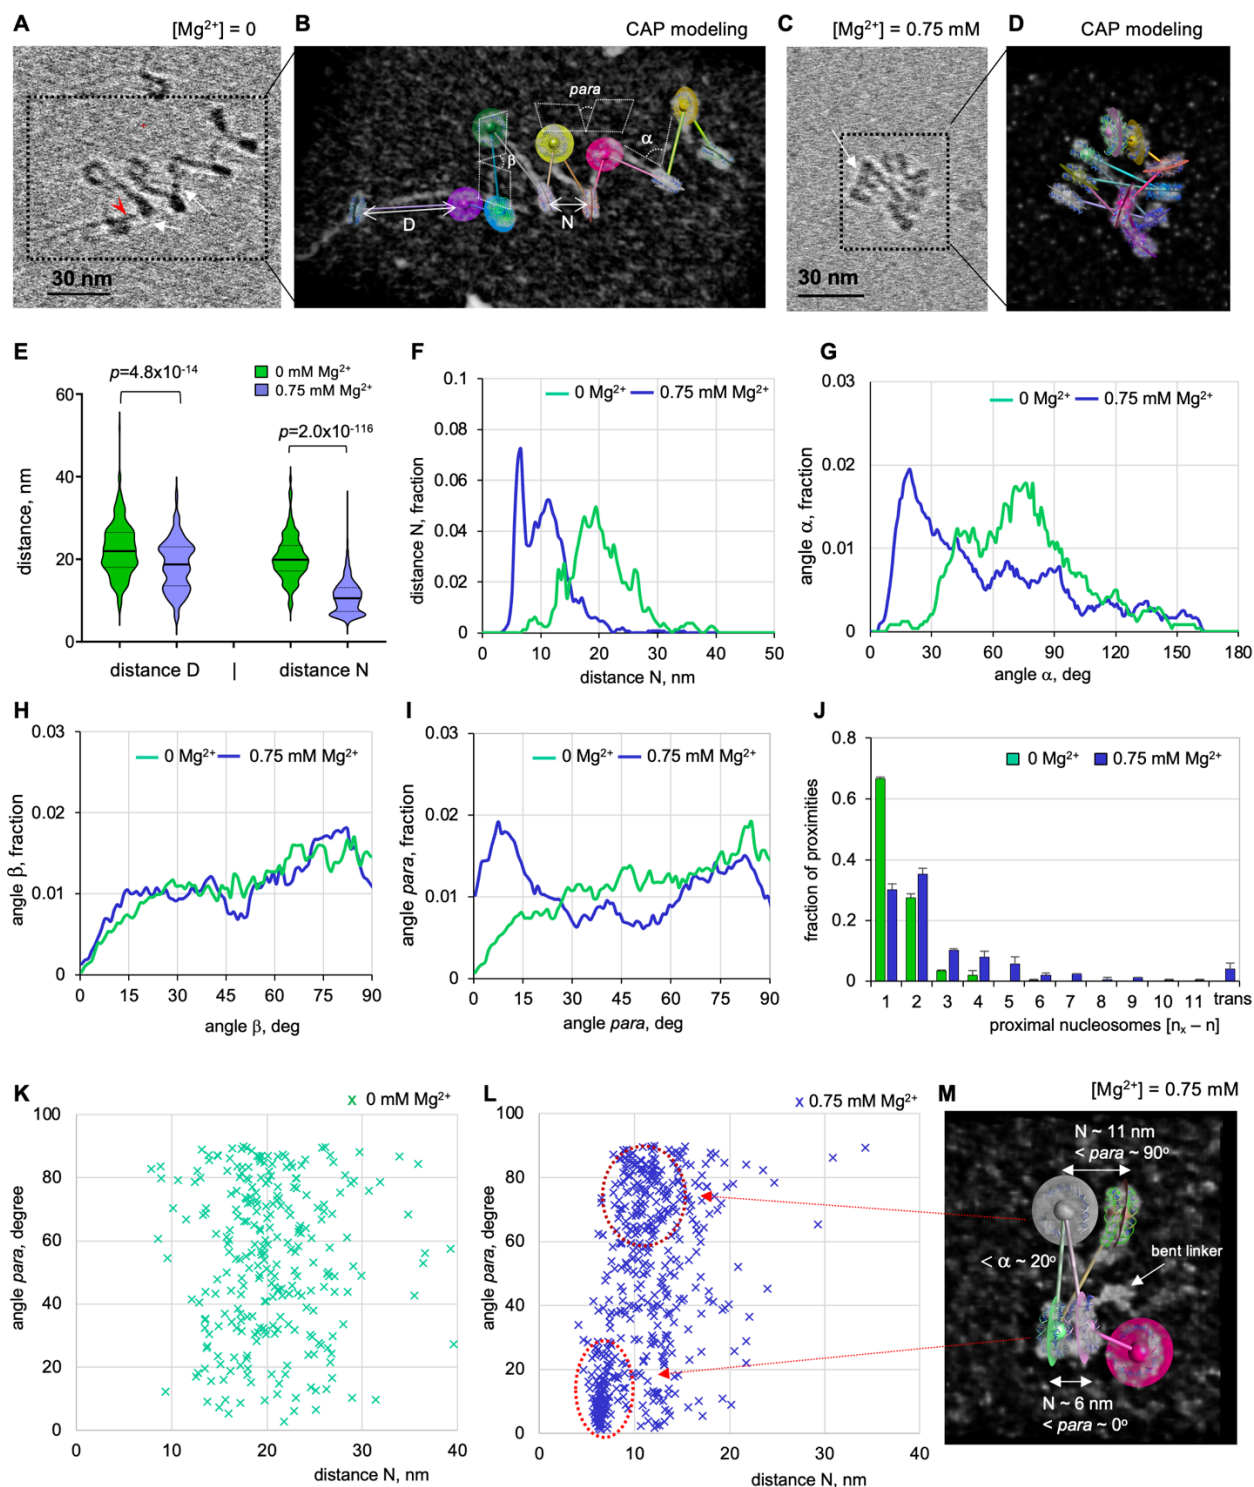 A
[Mg²⁺] = 0
B
CAP modeling
C
[Mg²⁺] = 0.75 mM
D
CAP modeling
30 nm
para
α
β
D
N
30 nm
E
p=4.8x10⁻¹⁴
0 mM Mg²⁺
0.75 mM Mg²⁺
p=2.0x10⁻¹¹⁶
distance, nm
60
40
20
0
distance D | distance N
F
0 Mg²⁺ 0.75 mM Mg²⁺
distance N, fraction
0.1
0.08
0.06
0.04
0.02
0
0 10 20 30 40 50
distance N, nm
G
0 Mg²⁺ 0.75 mM Mg²⁺
angle α, fraction
0.03
0.02
0.01
0
0 30 60 90 120 150 180
angle α, deg
H
0 Mg²⁺ 0.75 mM Mg²⁺
angle β, fraction
0.03
0.02
0.01
0
0 15 30 45 60 75 90
angle β, deg
I
0 Mg²⁺ 0.75 mM Mg²⁺
angle para, fraction
0.03
0.02
0.01
0
0 15 30 45 60 75 90
angle para, deg
J
0 Mg²⁺ 0.75 mM Mg²⁺
fraction of proximities
0.8
0.6
0.4
0.2
0
1 2 3 4 5 6 7 8 9 10 11 trans
proximal nucleosomes [nₓ – n]
K
x 0 mM Mg²⁺
angle para, degree
100
80
60
40
20
0
0 10 20 30 40
distance N, nm
L
x 0.75 mM Mg²⁺
angle para, degree
100
80
60
40
20
0
0 10 20 30 40
distance N, nm
M
[Mg²⁺] = 0.75 mM
N ~ 11 nm
< para ~ 90º
< α ~ 20º
bent linker
N ~ 6 nm
< para ~ 0º